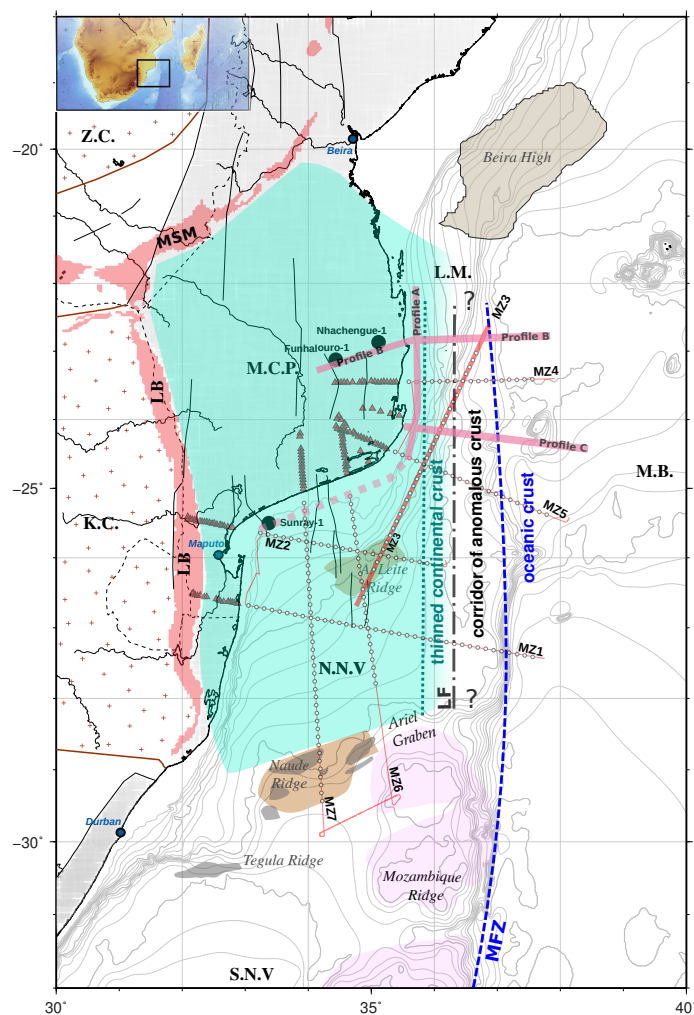 Z.C.
Beira
Beira High
−20°
MSM
L.M.
?
MZ3
Profile A
Nhachengue-1
Funhalouro-1
Profile B
Profile B
M.C.P.
MZ4
LB
Profile C
M.B.
−25°
K.C.
Sunray-1
MZ5
Maputo
MZ2
MZ3
LB
A. Leite
Ridge
thinned continental crust
corridor of anomalous crust
oceanic crust
MZ1
N.N.V
LF
?
Ariel
Graben
Naude
Ridge
MZ6
MZ7
Durban
−30°
Tegula Ridge
Mozambique
Ridge
MFZ
S.N.V
30°
35°
40°